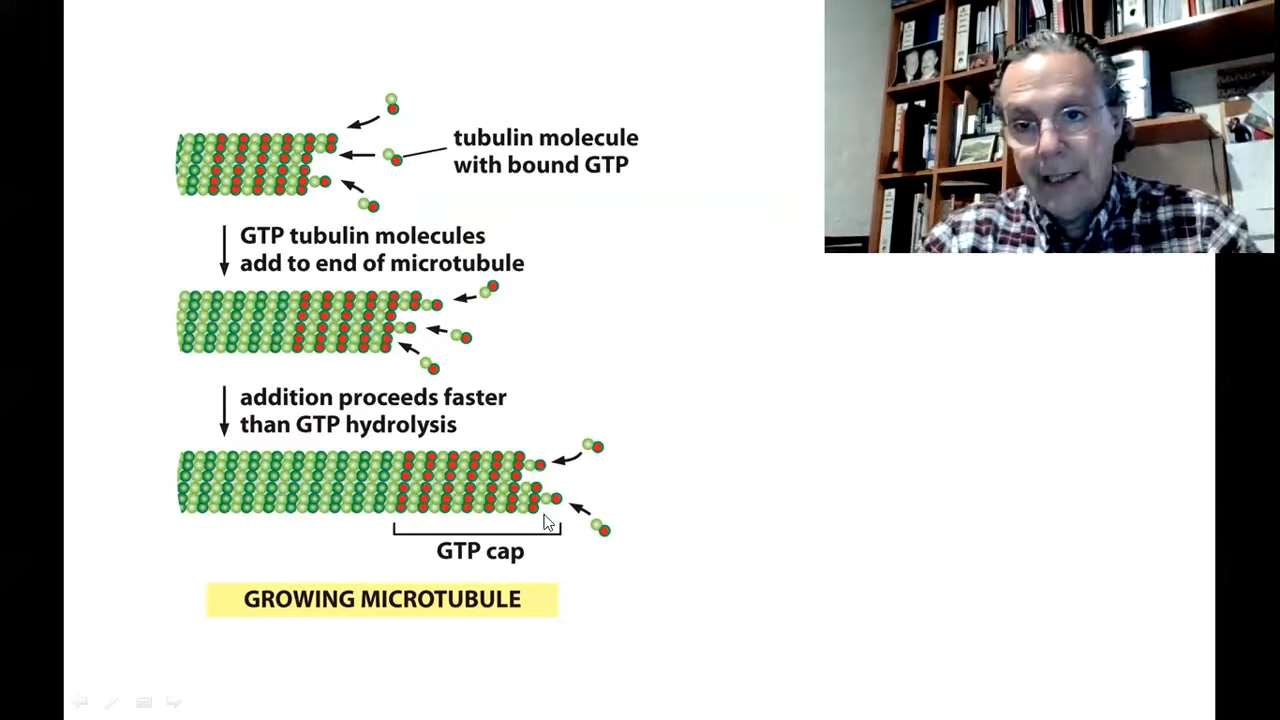 tubulin molecule
with bound GTP
GTP tubulin molecules
add to end of microtubule
addition proceeds faster
than GTP hydrolysis
GTP cap
GROWING MICROTUBULE